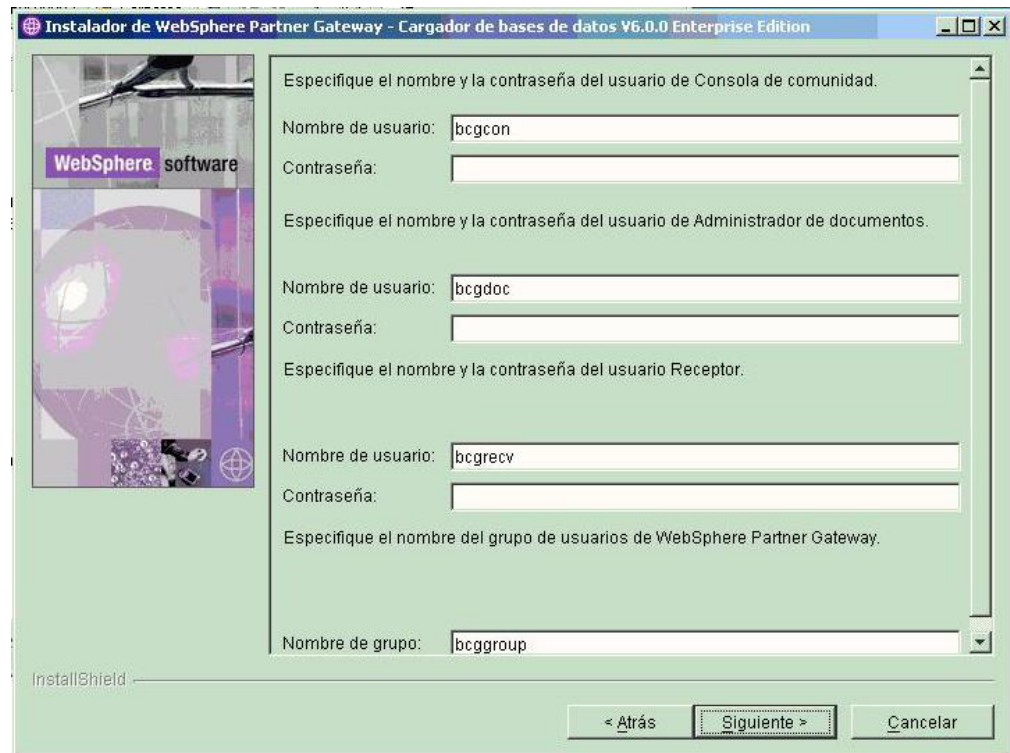 Instalador de WebSphere Partner Gateway - Cargador de bases de datos V6.0.0 Enterprise Edition
WebSphere software
Especifique el nombre y la contraseña del usuario de Consola de comunidad.
Nombre de usuario: bcgcon
Contraseña:
Especifique el nombre y la contraseña del usuario de Administrador de documentos.
Nombre de usuario: bcgdoc
Contraseña:
Especifique el nombre y la contraseña del usuario Receptor.
Nombre de usuario: bcgrecv
Contraseña:
Especifique el nombre del grupo de usuarios de WebSphere Partner Gateway.
Nombre de grupo: bcggroup
InstallShield
< Atrás Siguiente > Cancelar